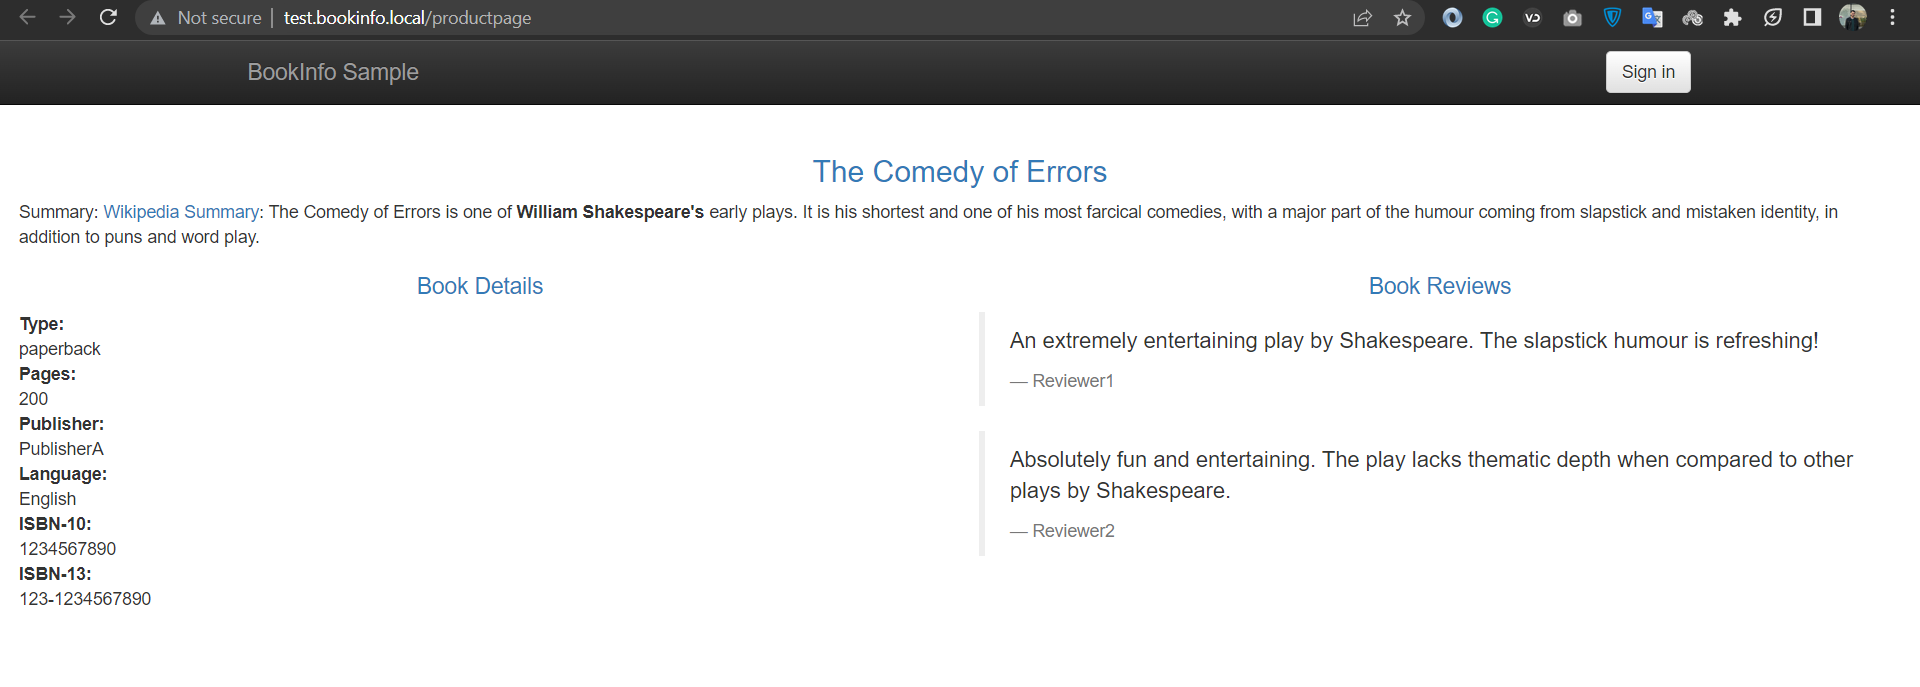 Not secure | test.bookinfo.local/productpage
BookInfo Sample
Sign in
The Comedy of Errors
Summary: Wikipedia Summary: The Comedy of Errors is one of William Shakespeare's early plays. It is his shortest and one of his most farcical comedies, with a major part of the humour coming from slapstick and mistaken identity, in
addition to puns and word play.
Book Details
Type:
paperback
Pages:
200
Publisher:
PublisherA
Language:
English
ISBN-10:
1234567890
ISBN-13:
123-1234567890
Book Reviews
An extremely entertaining play by Shakespeare. The slapstick humour is refreshing!
— Reviewer1
Absolutely fun and entertaining. The play lacks thematic depth when compared to other
plays by Shakespeare.
— Reviewer2